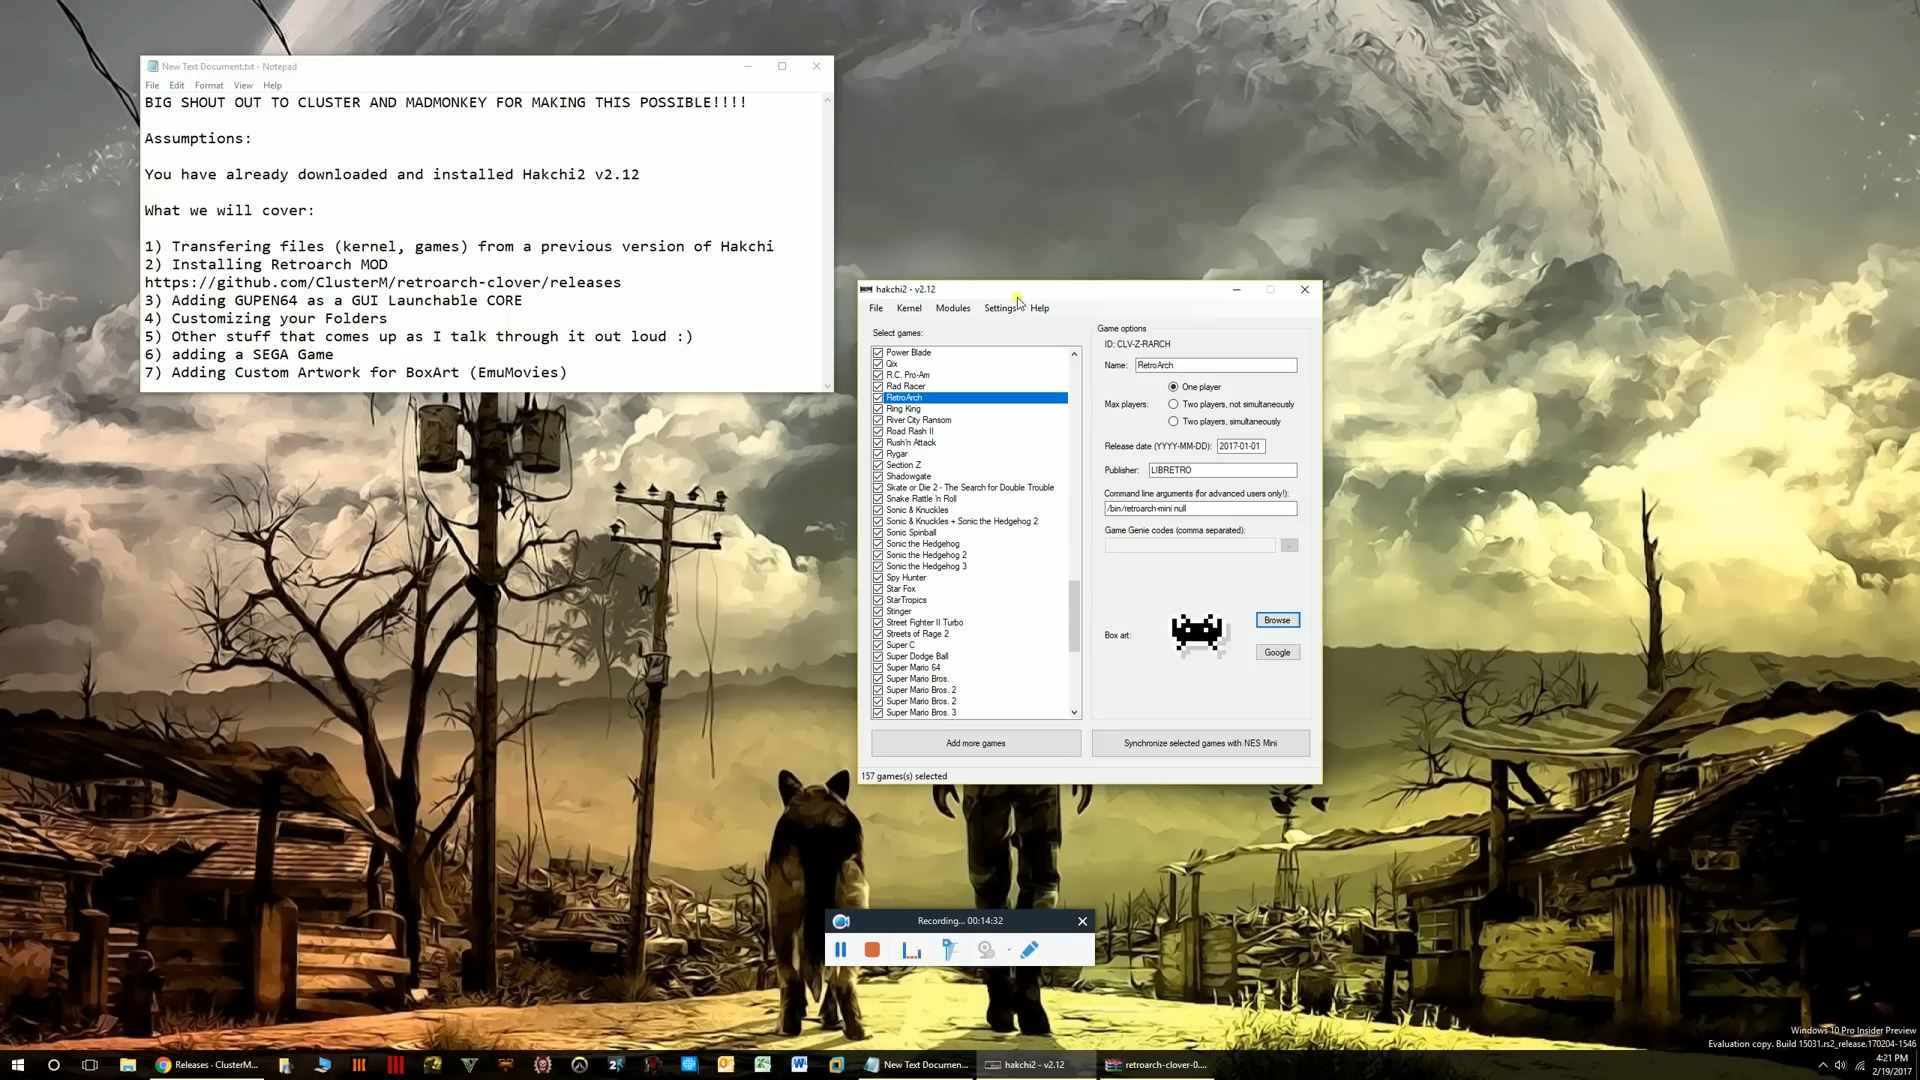 New Text Document.txt - Notepad
File Edit Format View Help
BIG SHOUT OUT TO CLUSTER AND MADMONKEY FOR MAKING THIS POSSIBLE!!!!
Assumptions:
You have already downloaded and installed Hakchi2 v2.12
What we will cover:
1) Transfering files (kernel, games) from a previous version of Hakchi
2) Installing Retroarch MOD
https://github.com/ClusterM/retroarch-clover/releases
3) Adding GUPEN64 as a GUI Launchable CORE
4) Customizing your Folders
5) Other stuff that comes up as I talk through it out loud :)
6) adding a SEGA Game
7) Adding Custom Artwork for BoxArt (EmuMovies)
hakchi2 - v2.12
File Kernel Modules Settings Help
Select games:
Power Blade
Qix
R.C. Pro-Am
Rad Racer
RetroArch
Ring King
River City Ransom
Road Rash II
Rush'n Attack
Rygar
Section Z
Shadowgate
Skate or Die 2 - The Search for Double Trouble
Snake Rattle 'n Roll
Sonic & Knuckles
Sonic & Knuckles + Sonic the Hedgehog 2
Sonic Spinball
Sonic the Hedgehog
Sonic the Hedgehog 2
Sonic the Hedgehog 3
Spy Hunter
Star Fox
StarTropics
Stinger
Street Fighter II Turbo
Streets of Rage 2
Super C
Super Dodge Ball
Super Mario 64
Super Mario Bros.
Super Mario Bros. 2
Super Mario Bros. 2
Super Mario Bros. 3
Add more games
157 games(s) selected
Game options
ID: CLV-Z-RARCH
Name: RetroArch
Max players:
One player
Two players, not simultaneously
Two players, simultaneously
Release date (YYYY-MM-DD): 2017-01-01
Publisher: LIBRETRO
Command line arguments (for advanced users only!):
/bin/retroarch-mini null
Game Genie codes (comma separated):
Box art:
Browse
Google
Synchronize selected games with NES Mini
Recording... 00:14:32
Windows 10 Pro Insider Preview
Evaluation copy. Build 15031.rs2_release.170204-1546
Releases - ClusterM...
New Text Documen...
hakchi2 - v2.12
retroarch-clover-0....
4:21 PM
2/19/2017